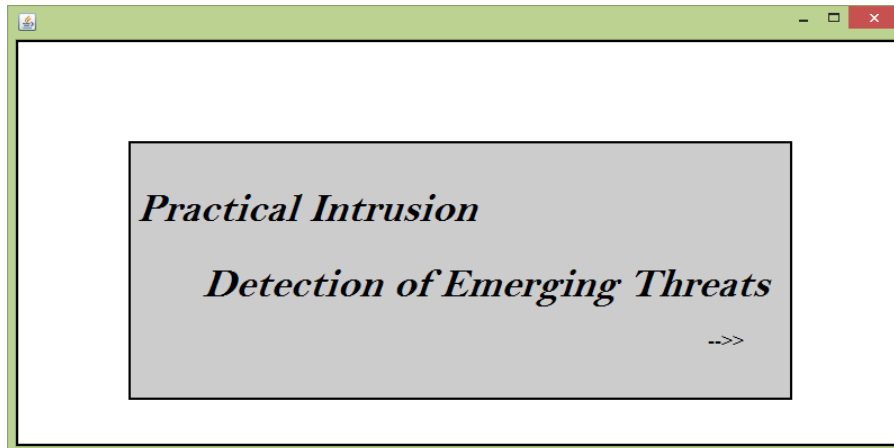 Practical Intrusion
Detection of Emerging Threats
-->>